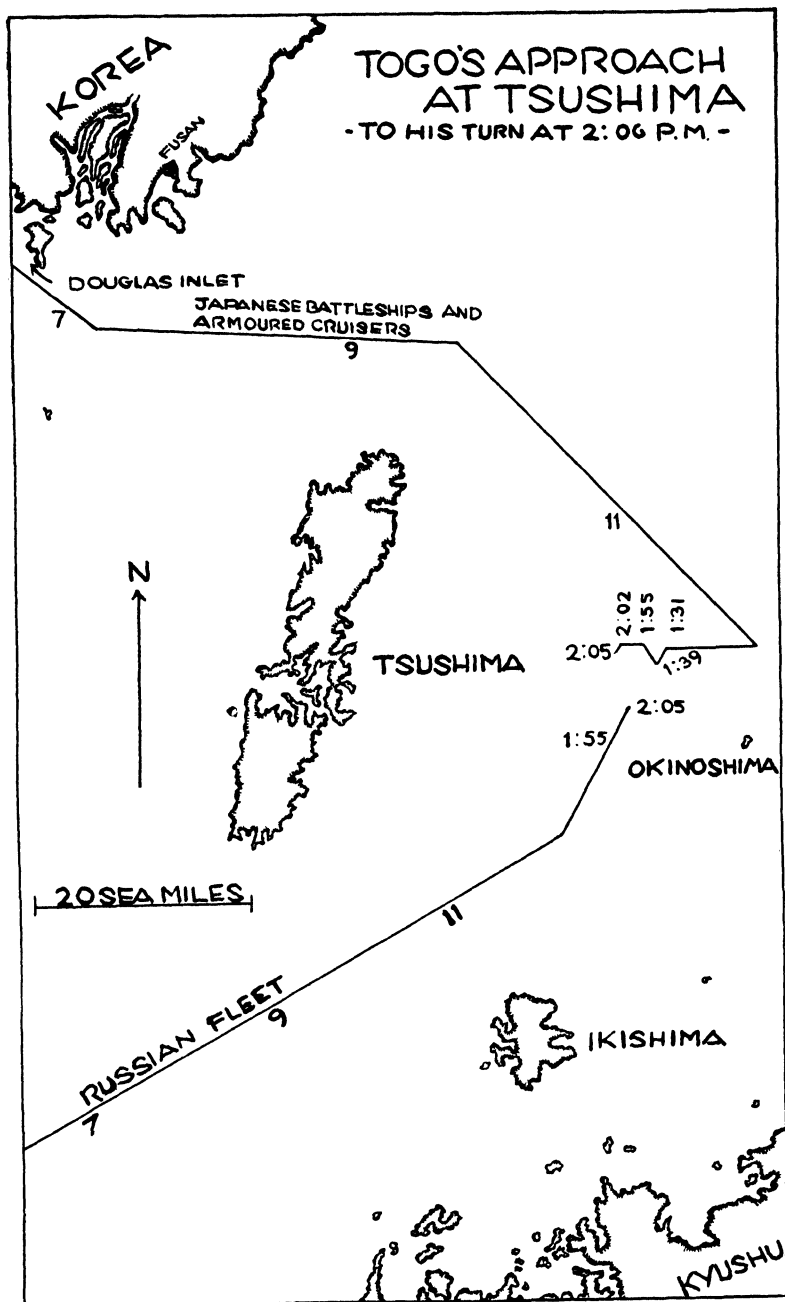 TOGO'S APPROACH
AT TSUSHIMA
- TO HIS TURN AT 2:06 P.M. -
KOREA
FUSAN
DOUGLAS INLET
7
JAPANESE BATTLESHIPS AND
ARMOURED CRUISERS
9
11
N
2:02
1:55
1:31
2:05
1:39
TSUSHIMA
2:05
1:55
OKINOSHIMA
20 SEA MILES
11
RUSSIAN FLEET
9
7
IKISHIMA
KYUSHU